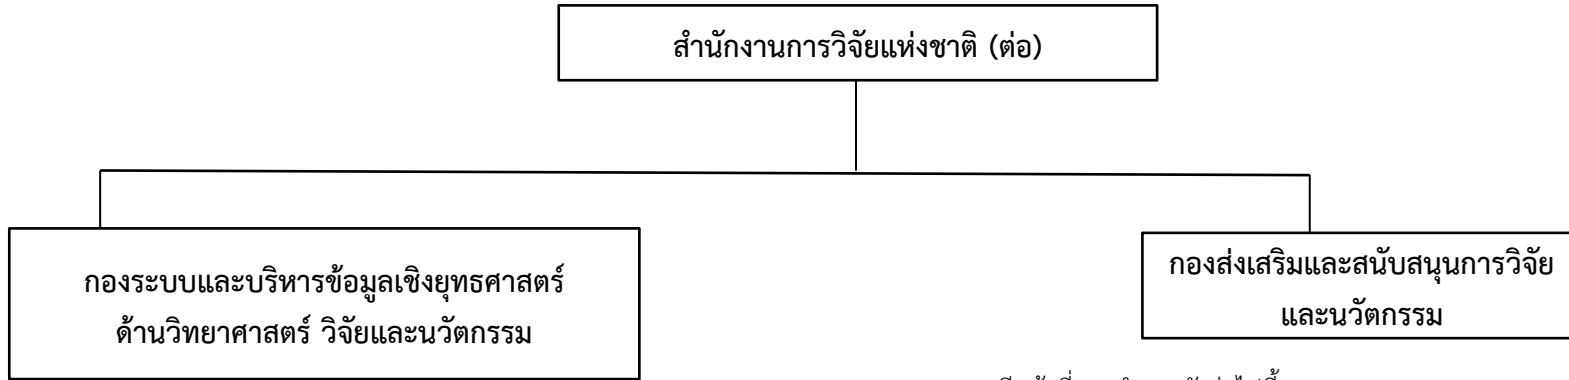 สำนักงานการวิจัยแห่งชาติ (ต่อ)
กองระบบและบริหารข้อมูลเชิงยุทธศาสตร์
ด้านวิทยาศาสตร์ วิจัยและนวัตกรรม
กองส่งเสริมและสนับสนุนการวิจัย
และนวัตกรรม